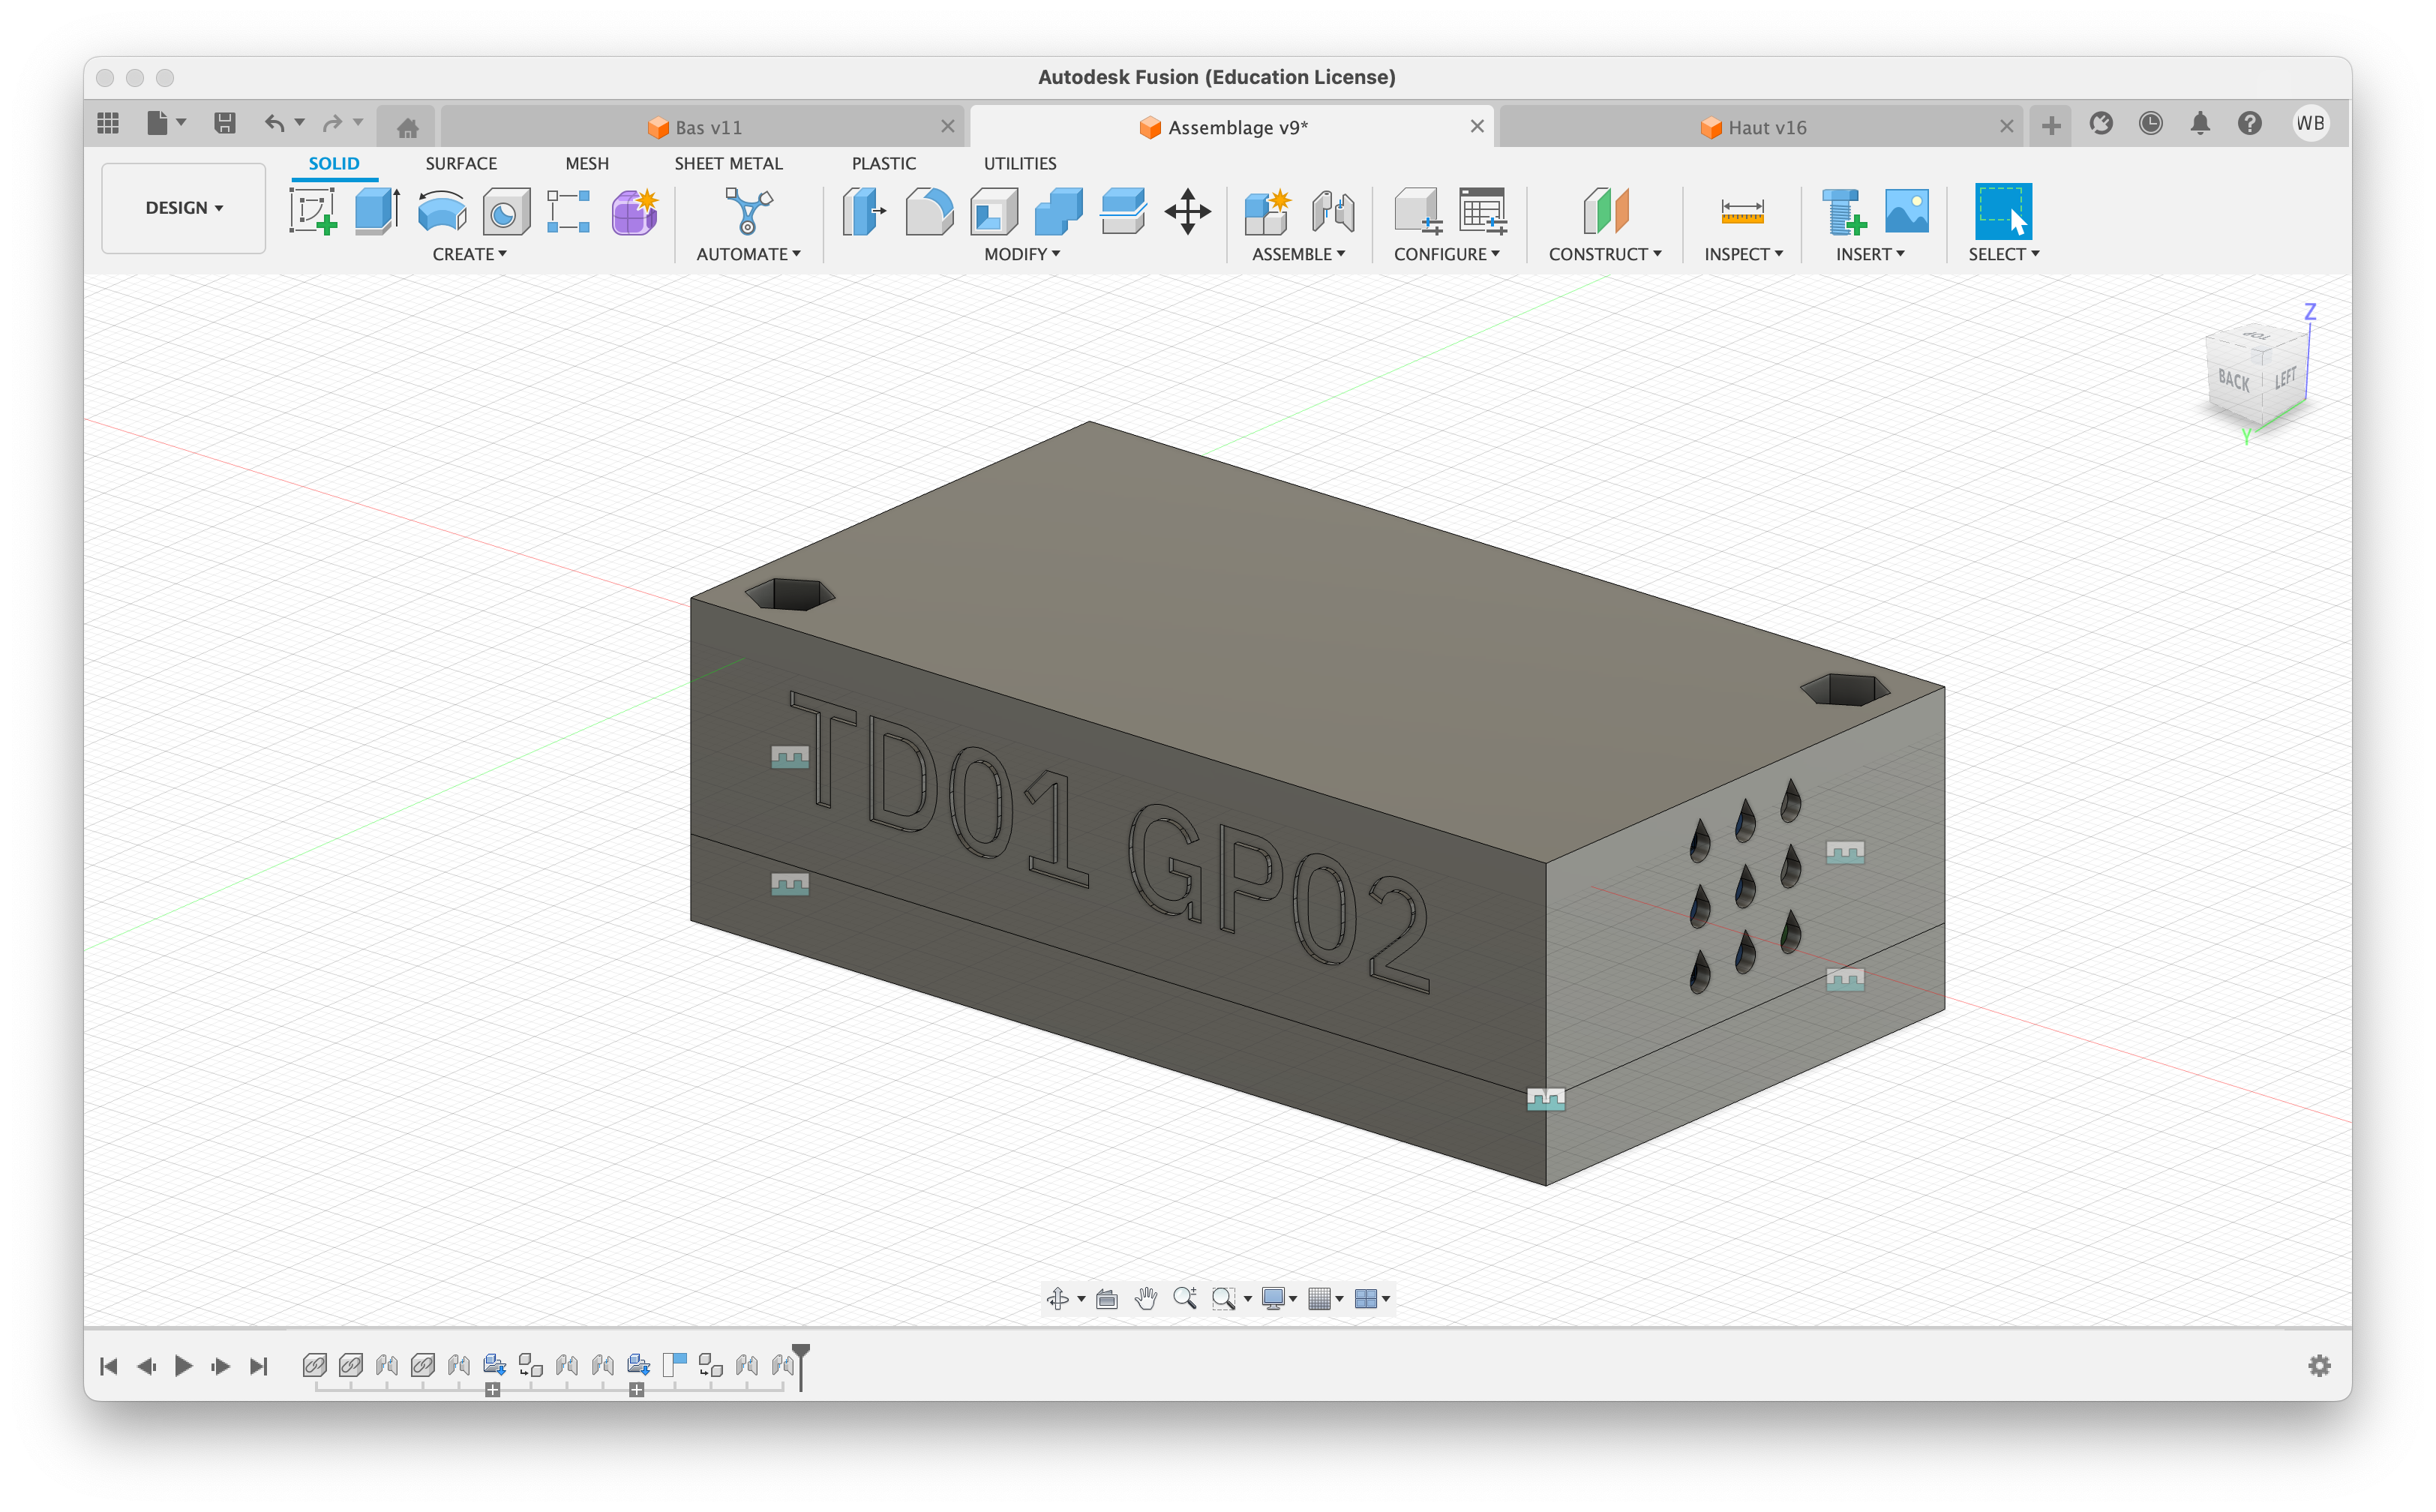 Autodesk Fusion (Education License)
Bas v11
Assemblage v9*
Haut v16
WB
DESIGN
SOLID
SURFACE
MESH
SHEET METAL
PLASTIC
UTILITIES
CREATE
AUTOMATE
MODIFY
ASSEMBLE
CONFIGURE
CONSTRUCT
INSPECT
INSERT
SELECT
Z
TOP
BACK
LEFT
Y
TD01 GP02